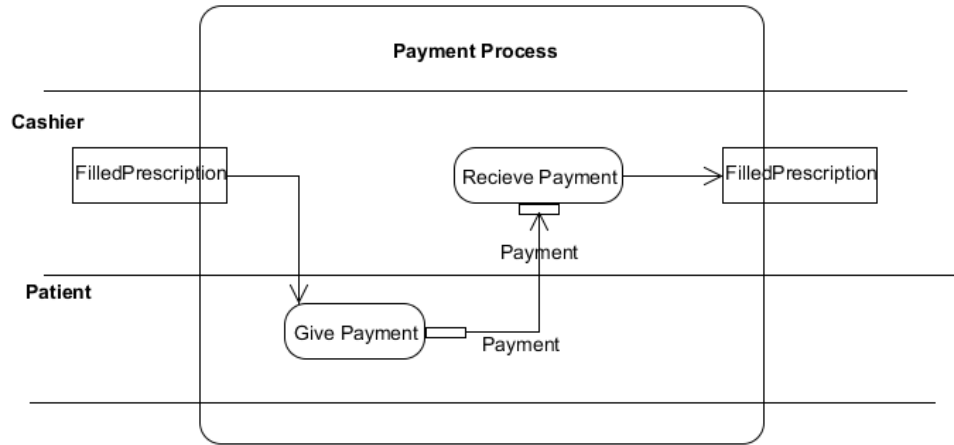 Payment Process
Cashier
FilledPrescription
Recieve Payment
FilledPrescription
Payment
Patient
Give Payment
Payment